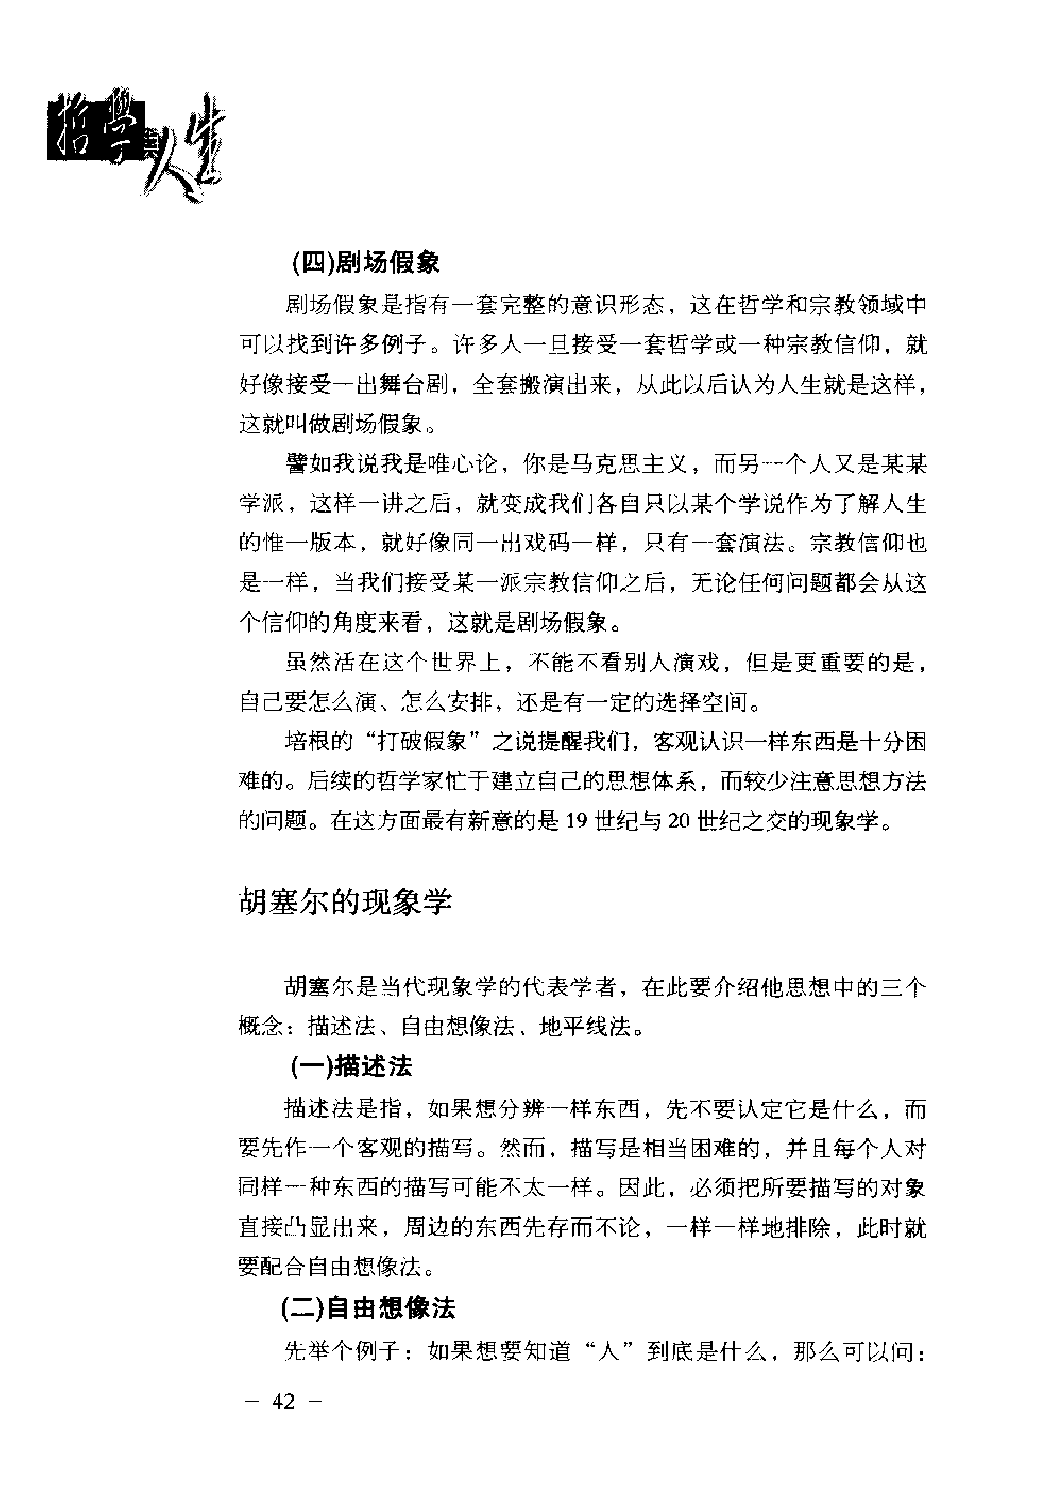 哲學與人生
(四)剧场假象
剧场假象是指有一套完整的意识形态，这在哲学和宗教领域中
可以找到许多例子。许多人一旦接受一套哲学或一种宗教信仰，就
好像接受一出舞台剧，全套搬演出来，从此以后认为人生就是这样，
这就叫做剧场假象。
譬如我说我是唯心论，你是马克思主义，而另一个人又是某某
学派，这样一讲之后，就变成我们各自只以某个学说作为了解人生
的惟一版本，就好像同一出戏码一样，只有一套演法。宗教信仰也
是一样，当我们接受某一派宗教信仰之后，无论任何问题都会从这
个信仰的角度来看，这就是剧场假象。
虽然活在这个世界上，不能不看别人演戏，但是更重要的是，
自己要怎么演、怎么安排，还是有一定的选择空间。
培根的“打破假象”之说提醒我们，客观认识一样东西是十分困
难的。后续的哲学家忙于建立自己的思想体系，而较少注意思想方法
的问题。在这方面最有新意的是 19 世纪与 20 世纪之交的现象学。
胡塞尔的现象学
胡塞尔是当代现象学的代表学者，在此要介绍他思想中的三个
概念：描述法、自由想像法、地平线法。
(一)描述法
描述法是指，如果想分辨一样东西，先不要认定它是什么，而
要先作一个客观的描写。然而，描写是相当困难的，并且每个人对
同样一种东西的描写可能不太一样。因此，必须把所要描写的对象
直接凸显出来，周边的东西先存而不论，一样一样地排除，此时就
要配合自由想像法。
(二)自由想像法
先举个例子：如果想要知道“人”到底是什么，那么可以问：
— 42 —